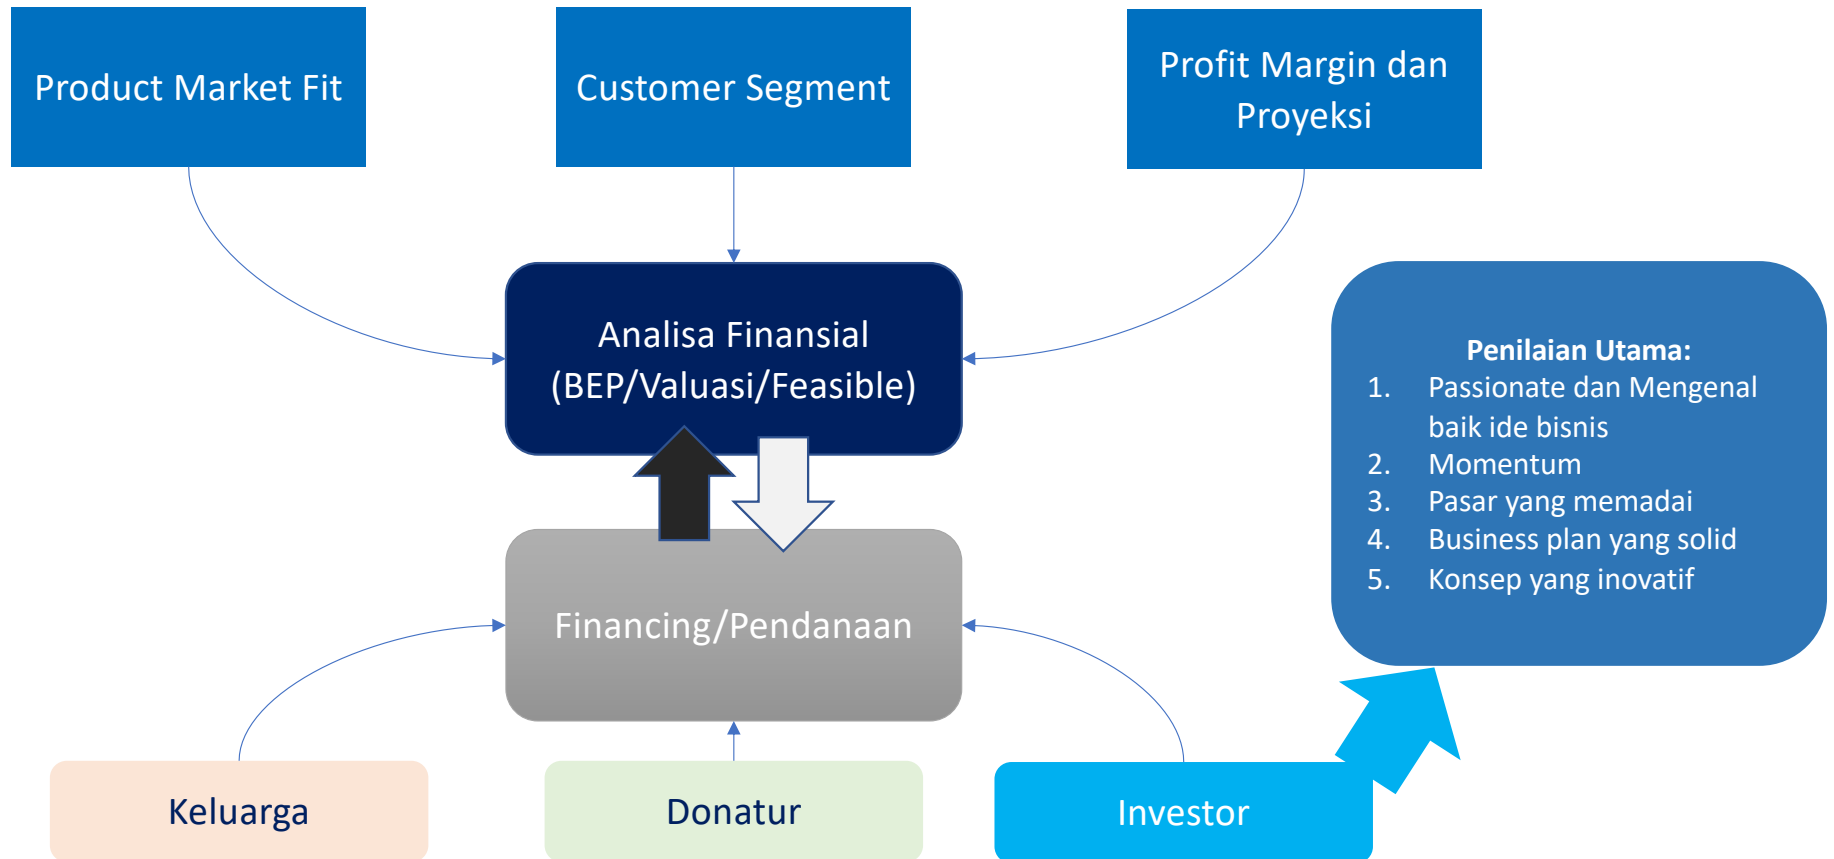 Product Market Fit
Customer Segment
Profit Margin dan
Proyeksi
Analisa Finansial
(BEP/Valuasi/Feasible)
Penilaian Utama:
1. Passionate dan Mengenal
baik ide bisnis
2. Momentum
3. Pasar yang memadai
4. Business plan yang solid
5. Konsep yang inovatif
Financing/Pendanaan
Keluarga
Donatur
Investor